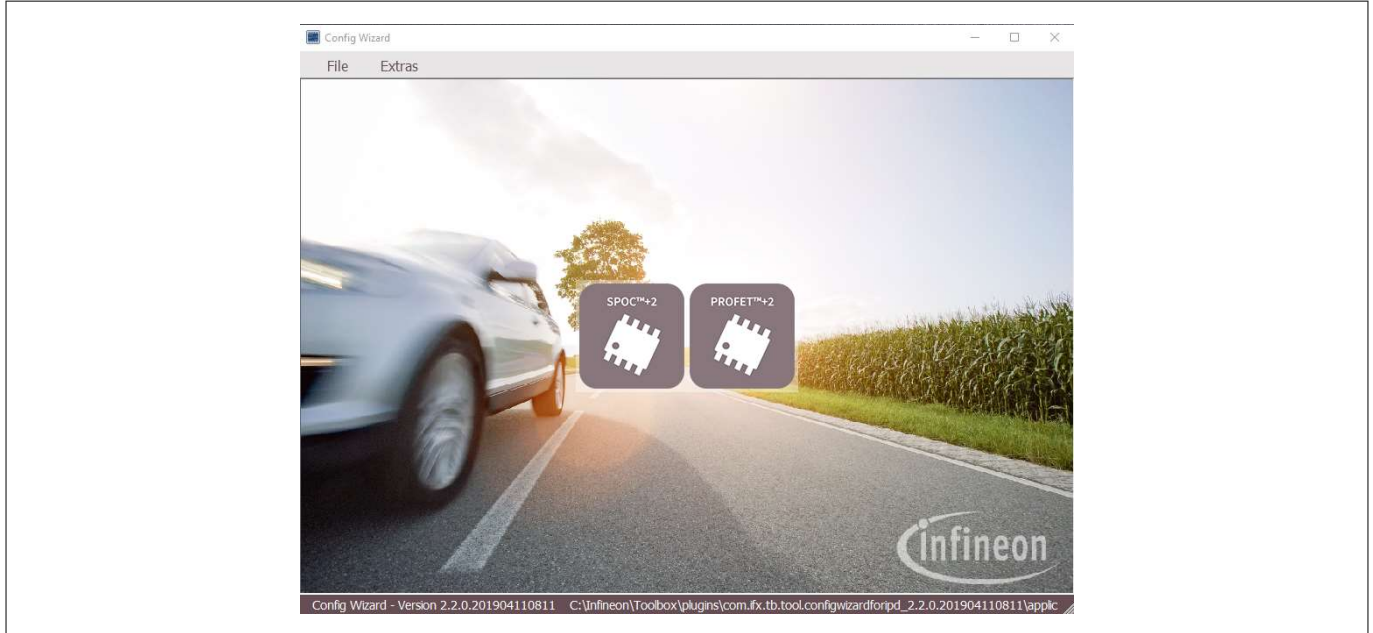 Config Wizard
File Extras
SPOC™+2 PROFET™+2
infineon
Config Wizard - Version 2.2.0.201904110811 C:\Infineon\Toolbox\plugins\com.ifx.tb.tool.configwizardforipd_2.2.0.201904110811\applic